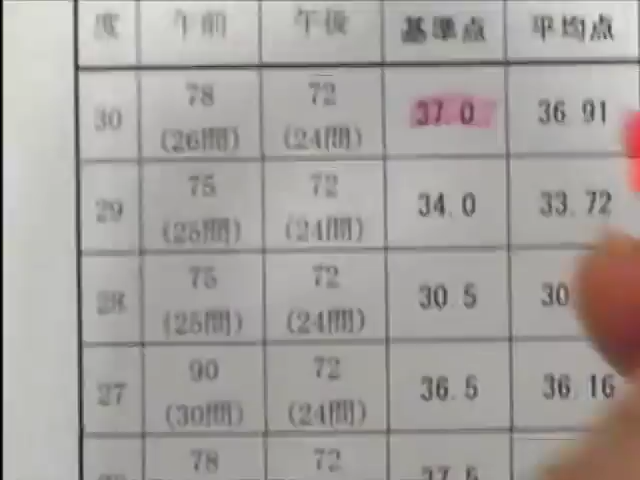 度 午前 午後 基準点 平均点
30 78 72 37.0 36.91
(26問) (24問)
29 75 72 34.0 33.72
(25問) (24問)
28 75 72 30.5 30.
(25問) (24問)
27 90 72 36.5 36.16
(30問) (24問)
78 72 37.5